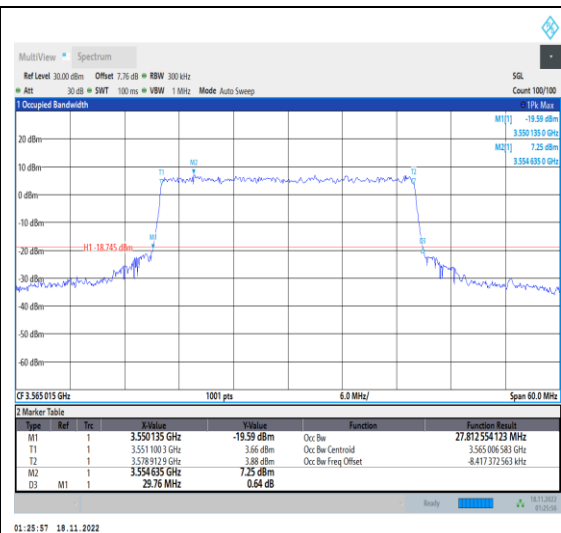 MultiView Spectrum
Ref Level 30.00 dBm Offset 7.76 dB RBW 300 kHz SGL
Att 30 dB SWT 100 ms VBW 1 MHz Mode Auto Sweep Count 100/100
1 Occupied Bandwidth 1Pk Max
M1[1] -19.59 dBm
3.550 135 0 GHz
M2[1] 7.25 dBm
3.554 635 0 GHz
20 dBm
10 dBm
T1 M2 T2
0 dBm
-10 dBm
M1 D3
H1 -18.745 dBm
-20 dBm
-30 dBm
-40 dBm
-50 dBm
-60 dBm
CF 3.565 015 GHz 1001 pts 6.0 MHz/ Span 60.0 MHz
2 Marker Table
Type Ref Trc X-Value Y-Value Function Function Result
M1 1 3.550135 GHz -19.59 dBm Occ Bw 27.812 554 123 MHz
T1 1 3.551 100 3 GHz 3.66 dBm Occ Bw Centroid 3.565 006 583 GHz
T2 1 3.578 912 9 GHz 3.88 dBm Occ Bw Freq Offset -8.417 372 563 kHz
M2 1 3.554635 GHz 7.25 dBm
D3 M1 1 29.76 MHz 0.64 dB
Ready 18.11.2022
01:25:56
01:25:57 18.11.2022